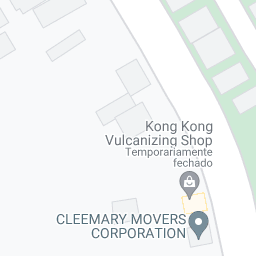 Kong Kong
Vulcanizing Shop
Temporariamente
fechado
CLEEMARY MOVERS
CORPORATION